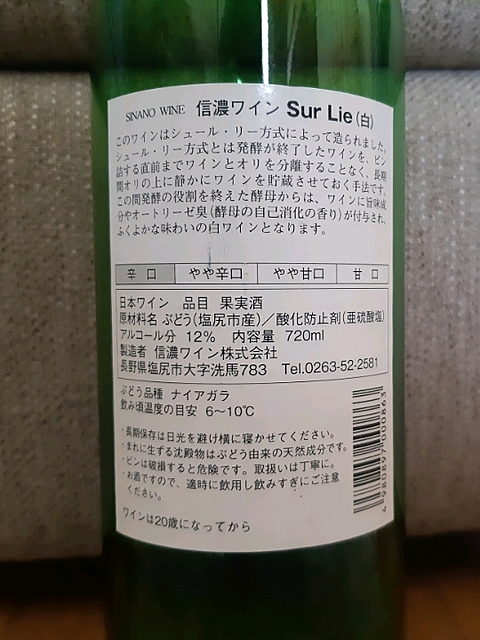 SINANO WINE 信濃ワイン Sur Lie (白)
このワインはシュール・リー方式によって造られました。
シュール・リー方式とは発酵が終了したワインを、ビン
詰する直前までワインとオリを分離することなく、長期
間オリの上に静かにワインを貯蔵させておく手法です。
この間発酵の役割を終えた酵母からは、ワインに旨味成
分やオートリーゼ臭(酵母の自己消化の香り)が付与され、
ふくよかな味わいの白ワインとなります。
辛口 やや辛口 やや甘口 甘口
日本ワイン 品目 果実酒
原材料名 ぶどう(塩尻市産)/酸化防止剤(亜硫酸塩)
アルコール分 12% 内容量 720ml
製造者 信濃ワイン株式会社
長野県塩尻市大字洗馬783 Tel.0263-52-2581
ぶどう品種 ナイアガラ
飲み頃温度の目安 6~10℃
・長期保存は日光を避け横に寝かせてください。
・まれに生ずる沈殿物はぶどう由来の天然成分です。
・ビンは破損すると危険です。取扱いは丁寧に。
・お酒ですので、適時に飲用し飲みすぎにご注意
ください。
ワインは20歳になってから
4980897000863